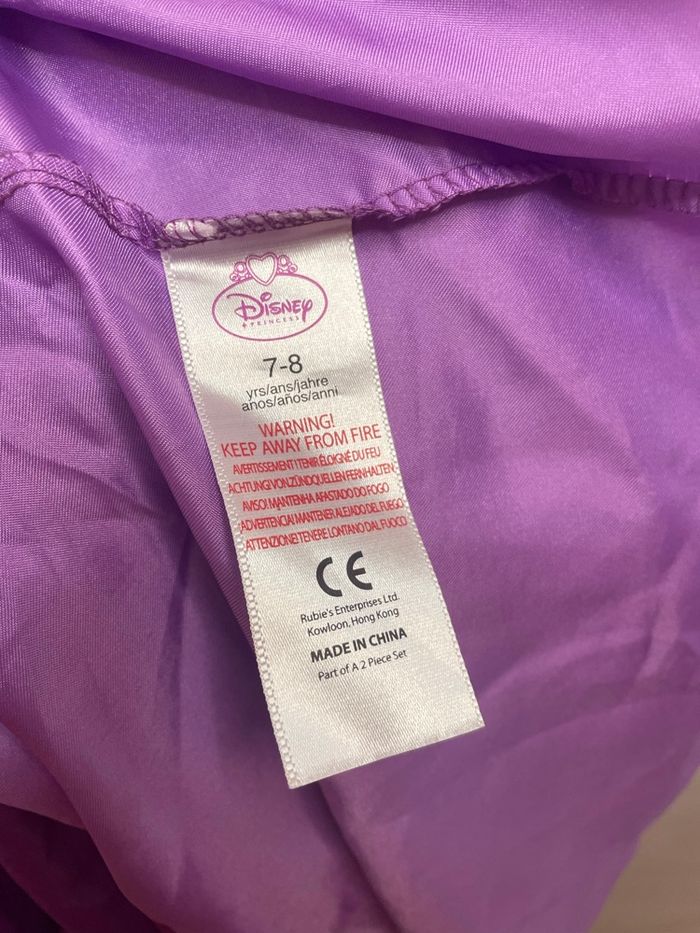 Disney
PRINCESS
7-8
yrs/ans/jahre
anos/años/anni
WARNING!
KEEP AWAY FROM FIRE
AVERTISSEMENT ! TENIR ÉLOIGNÉ DU FEU
ACHTUNG VON ZÜNDQUELLEN FERNHALTEN
AVISO! MANTENHA AFASTADO DO FOGO
¡ADVERTENCIA! MANTENER ALEJADO DEL FUEGO
ATTENZIONE! TENERE LONTANO DAL FUOCO
CE
Rubie's Enterprises Ltd.
Kowloon, Hong Kong
MADE IN CHINA
Part of A 2 Piece Set